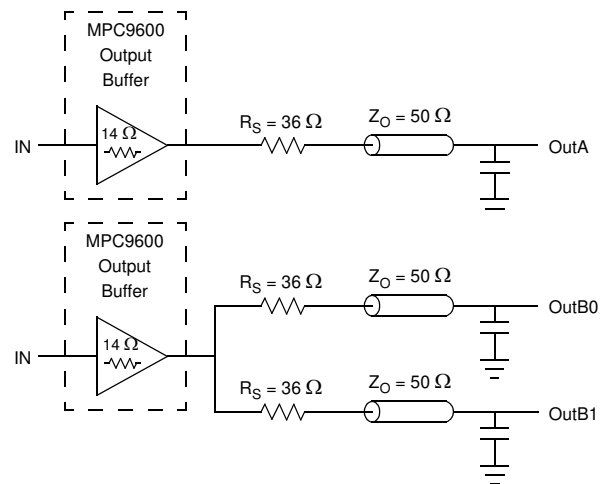 MPC9600
Output
Buffer
14 Ω
IN
R_S = 36 Ω
Z_O = 50 Ω
OutA
MPC9600
Output
Buffer
14 Ω
IN
R_S = 36 Ω
Z_O = 50 Ω
OutB0
R_S = 36 Ω
Z_O = 50 Ω
OutB1